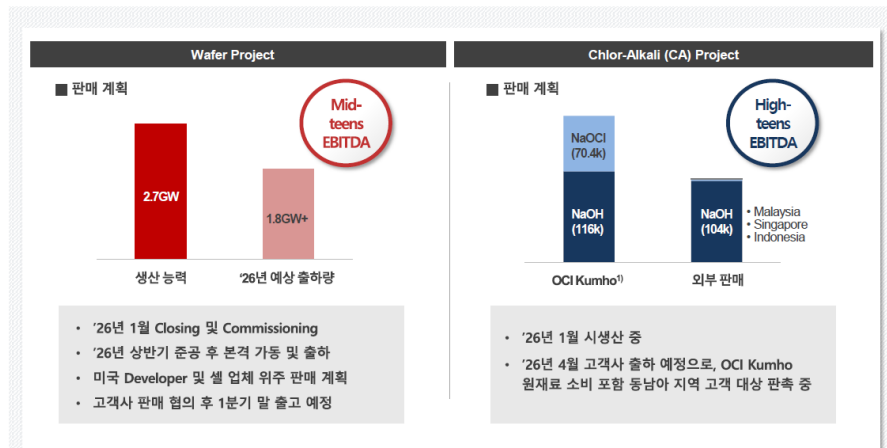 Wafer Project
■ 판매 계획
Mid-
teens
EBITDA
2.7GW
1.8GW+
생산 능력
‘26년 예상 출하량
• ’26년 1월 Closing 및 Commissioning
• ’26년 상반기 준공 후 본격 가동 및 출하
• 미국 Developer 및 셀 업체 위주 판매 계획
• 고객사 판매 협의 후 1분기 말 출고 예정
Chlor-Alkali (CA) Project
■ 판매 계획
High-
teens
EBITDA
NaOCl
(70.4k)
NaOH
(116k)
NaOH
(104k)
• Malaysia
• Singapore
• Indonesia
OCI Kumho¹⁾
외부 판매
• ’26년 1월 시생산 중
• ’26년 4월 고객사 출하 예정으로, OCI Kumho
원재료 소비 포함 동남아 지역 고객 대상 판촉 중